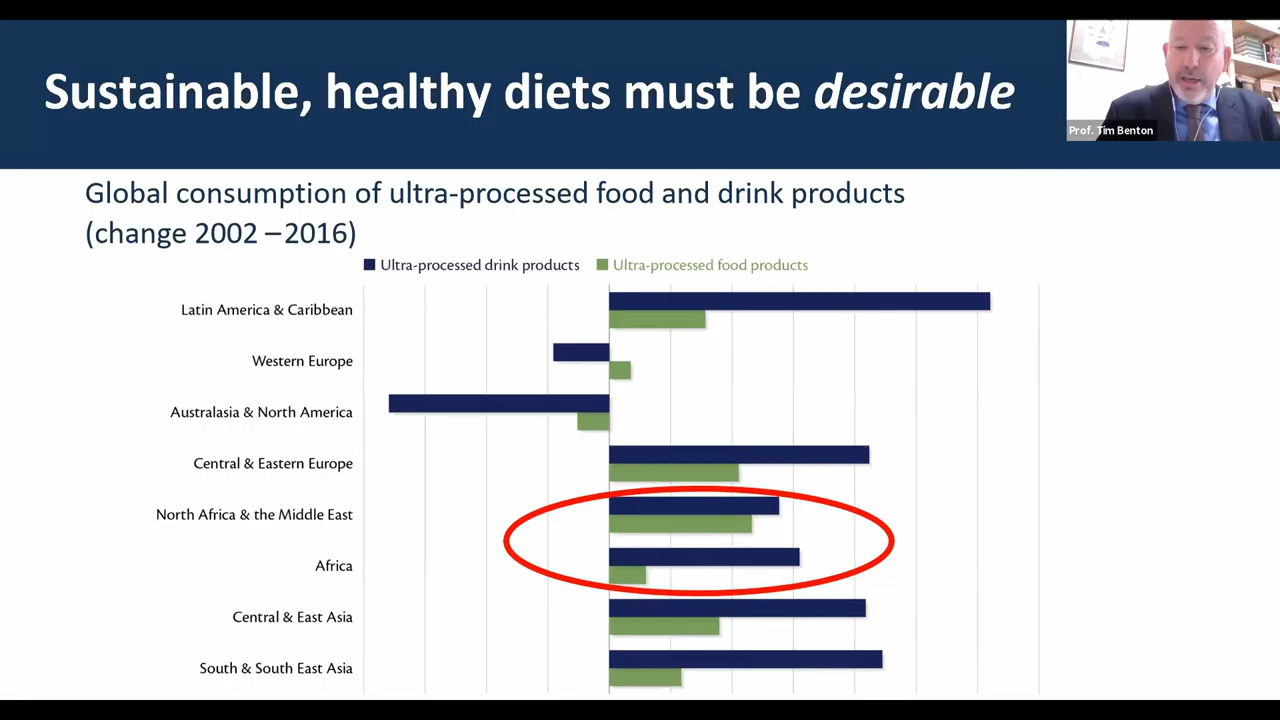 Sustainable, healthy diets must be desirable
Prof. Tim Benton
Global consumption of ultra-processed food and drink products
(change 2002 – 2016)
Ultra-processed drink products Ultra-processed food products
Latin America & Caribbean
Western Europe
Australasia & North America
Central & Eastern Europe
North Africa & the Middle East
Africa
Central & East Asia
South & South East Asia